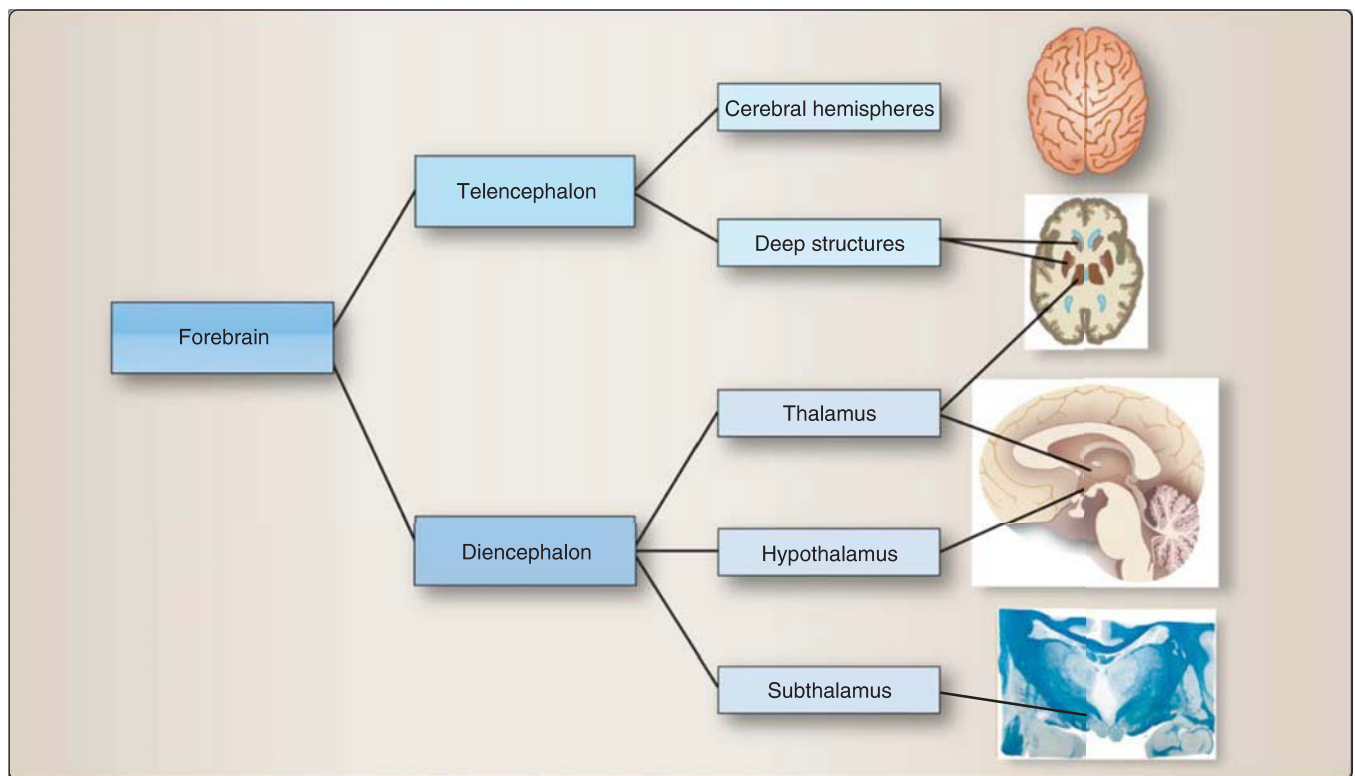 Cerebral hemispheres
Telencephalon
Deep structures
Forebrain
Thalamus
Diencephalon
Hypothalamus
Subthalamus